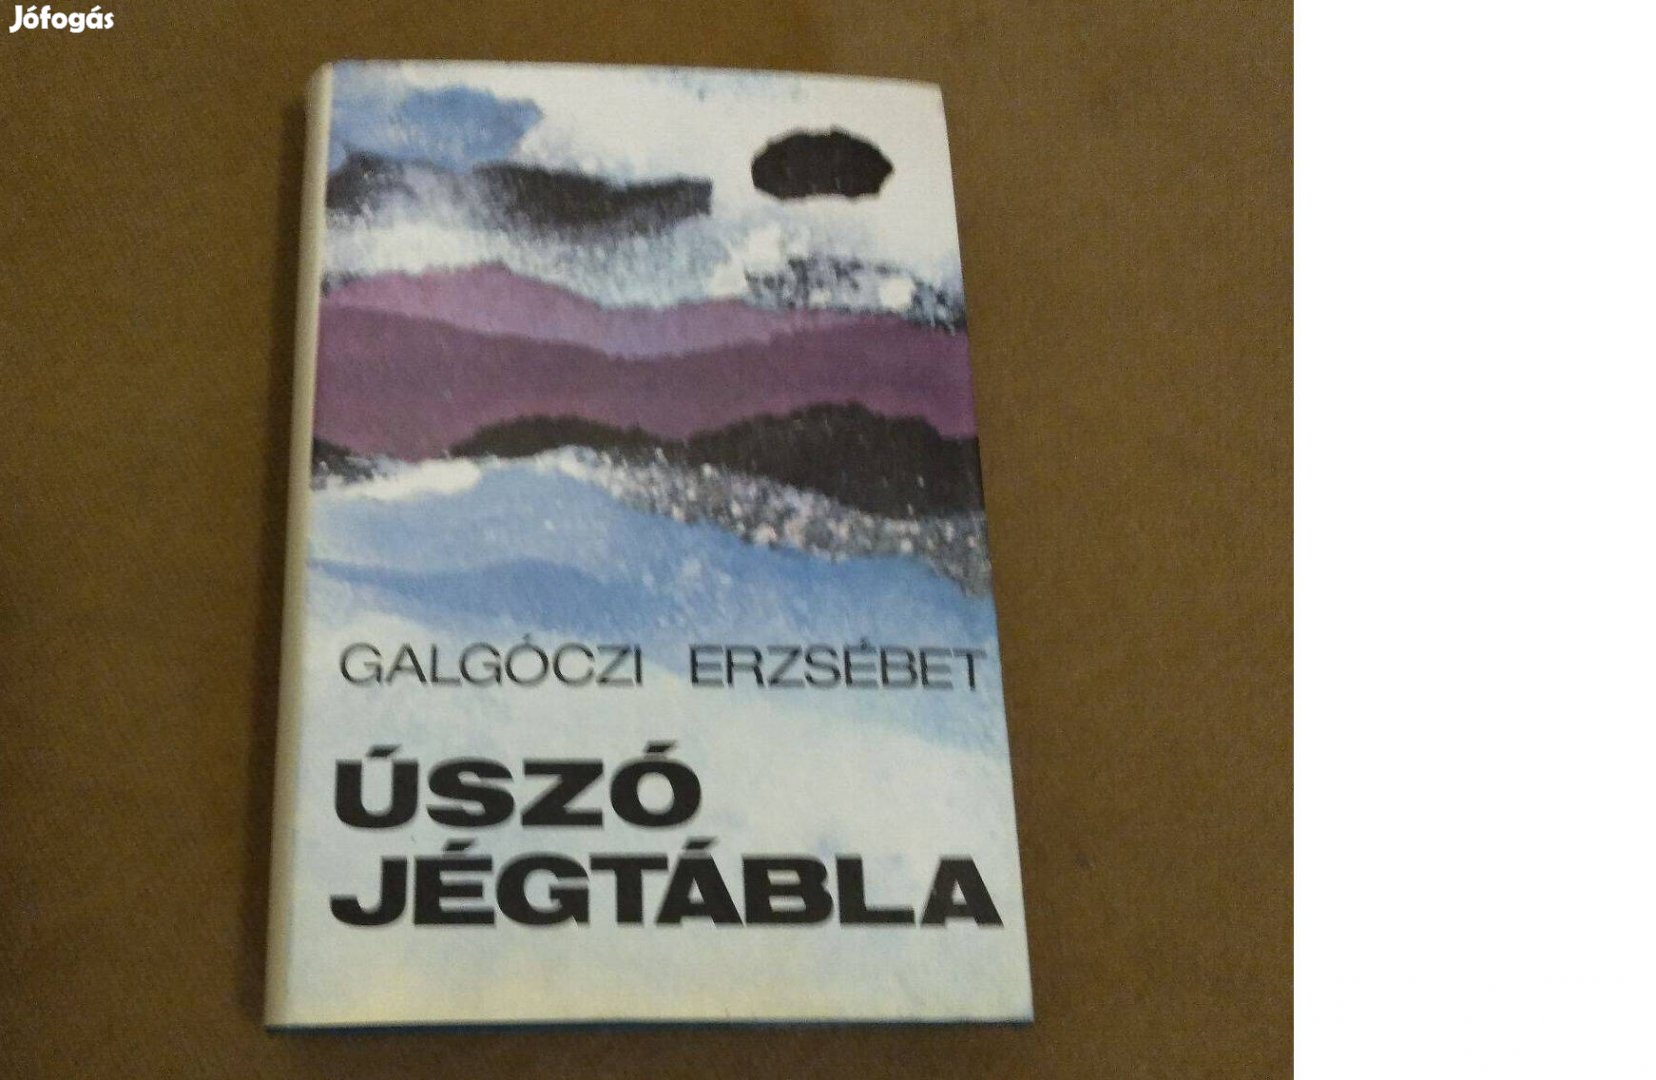 Jófogás
GALGÓCZI ERZSÉBET
ÚSZÓ
JÉGTÁBLA